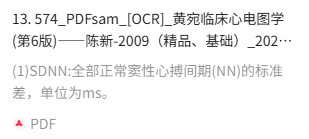 13. 574_PDFsam_[OCR]_黄宛临床心电图学
(第6版)──陈新-2009（精品、基础）_202…
(1)SDNN:全部正常窦性心搏间期(NN)的标准
差，单位为ms。
PDF